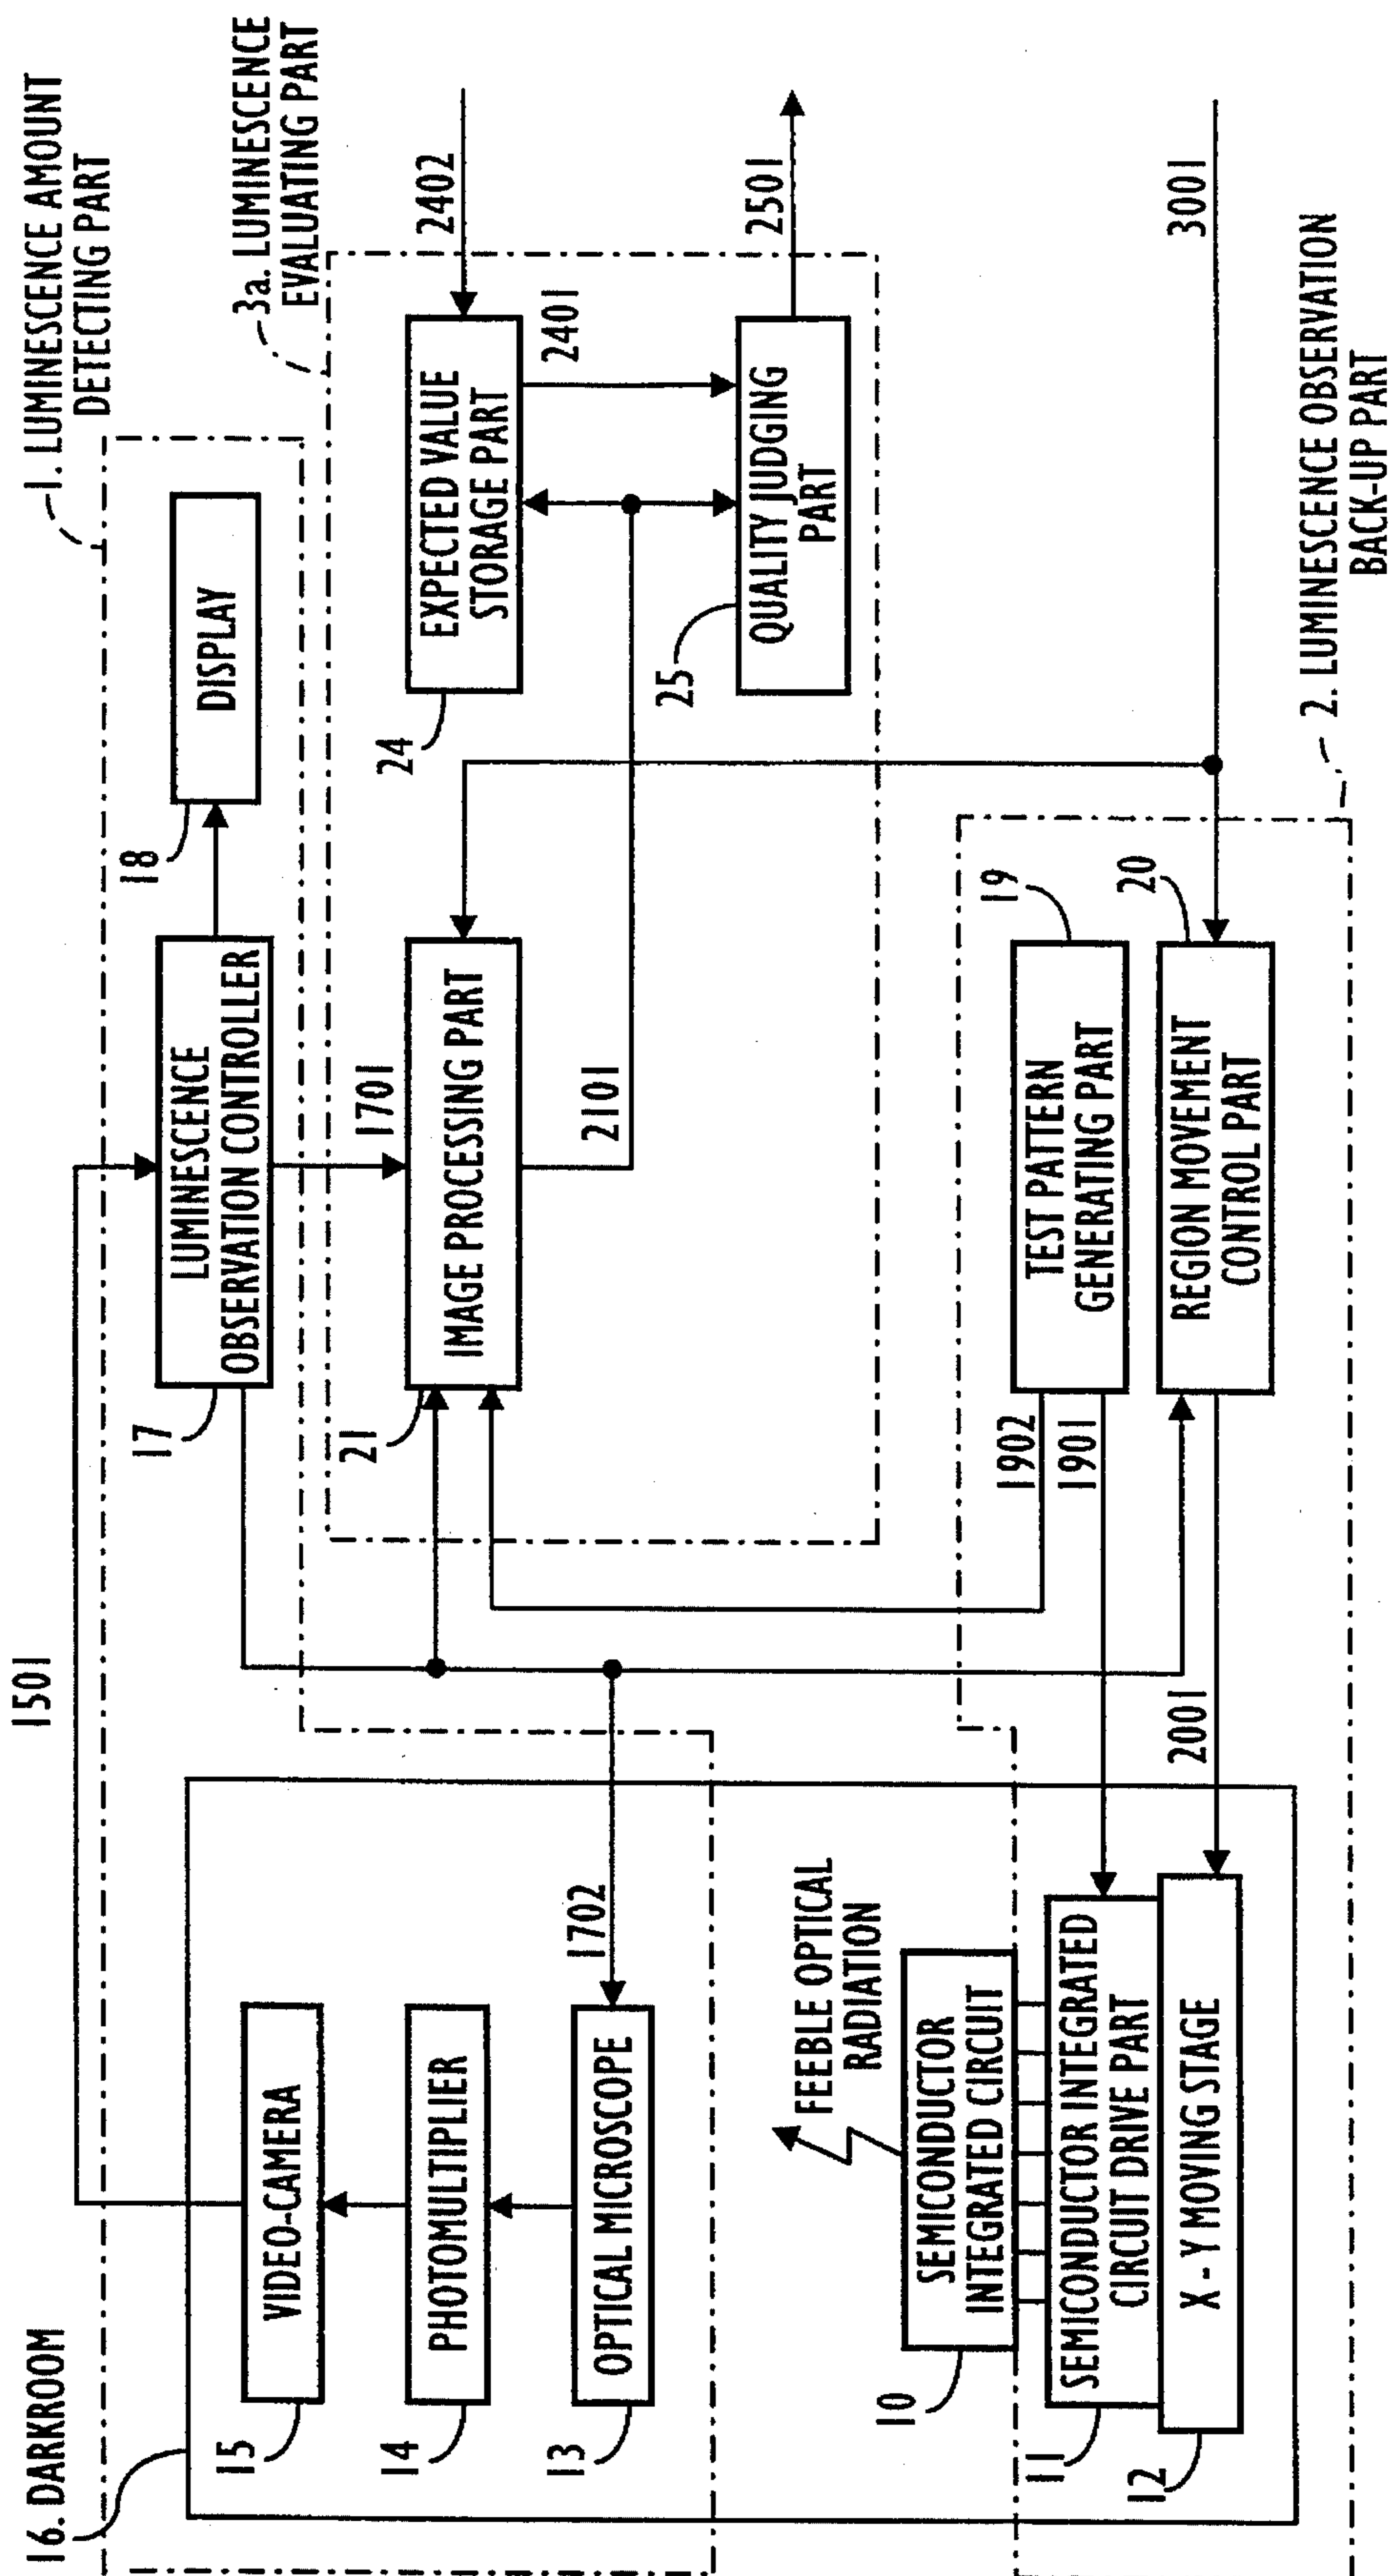 1. LUMINESCENCE AMOUNT
DETECTING PART
3a. LUMINESCENCE
EVALUATING PART
16. DARKROOM
1501
15
VIDEO-CAMERA
14
PHOTOMULTIPLIER
13
OPTICAL MICROSCOPE
1702
17
LUMINESCENCE
OBSERVATION CONTROLLER
18
DISPLAY
1701
21
IMAGE PROCESSING PART
2101
24
EXPECTED VALUE
STORAGE PART
2402
2401
25
QUALITY JUDGING
PART
2501
FEEBLE OPTICAL
RADIATION
10
SEMICONDUCTOR
INTEGRATED CIRCUIT
11
SEMICONDUCTOR INTEGRATED
CIRCUIT DRIVE PART
12
X - Y MOVING STAGE
1902
1901
2001
19
TEST PATTERN
GENERATING PART
20
REGION MOVEMENT
CONTROL PART
3001
2. LUMINESCENCE OBSERVATION
BACK-UP PART